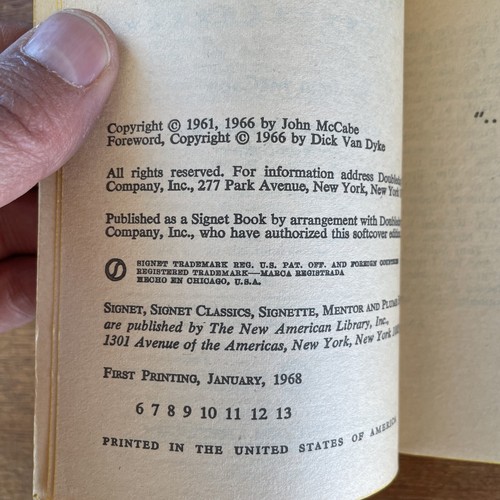 Copyright © 1961, 1966 by John McCabe
Foreword, Copyright © 1966 by Dick Van Dyke
All rights reserved. For information address
Company, Inc., 277 Park Avenue, New York, New York
Published as a Signet Book by arrangement with
Company, Inc., who have authorized this softcover
SIGNET TRADEMARK REG. U.S. PAT. OFF. AND FOREIGN
REGISTERED TRADEMARK—MARCA REGISTRADA
HECHO EN CHICAGO, U.S.A.
SIGNET, SIGNET CLASSICS, SIGNETTE, MENTOR AND
are published by The New American Library, Inc.,
1301 Avenue of the Americas, New York, New York
FIRST PRINTING, JANUARY, 1968
6 7 8 9 10 11 12 13
PRINTED IN THE UNITED STATES OF AMERICA
"..